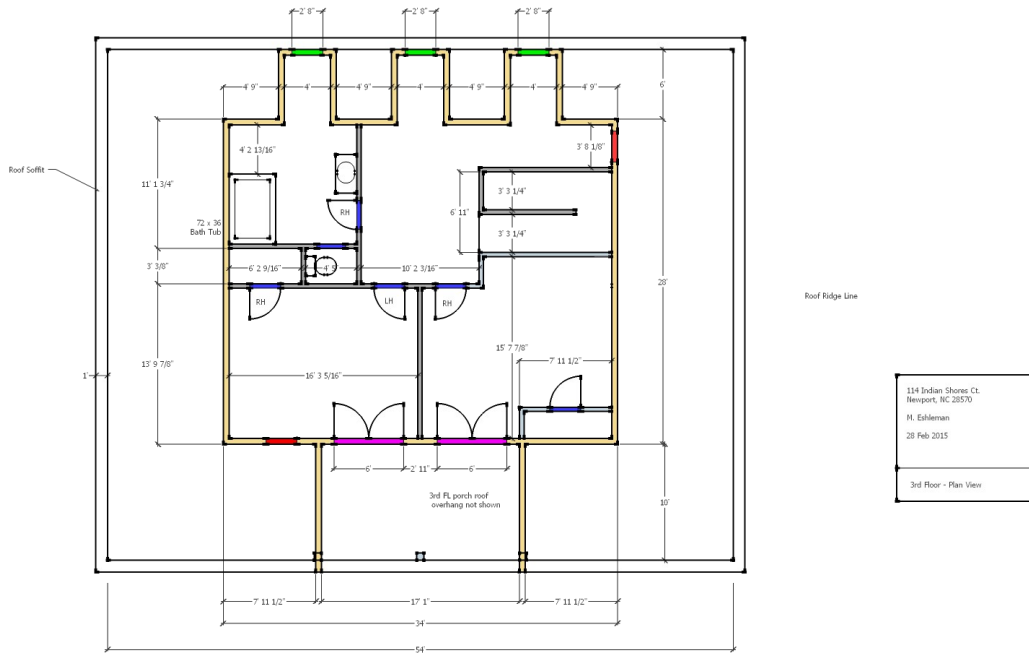 2' 8"
2' 8"
2' 8"
4' 9"
4'
4' 9"
4'
4' 9"
4'
4' 9"
6'
Roof Soffit
11' 1 3/4"
4' 2 13/16"
3' 8 1/8"
RH
6' 11"
3' 3 1/4"
3' 3 1/4"
72 x 36
Bath Tub
3' 3/8"
6' 2 9/16"
4' 5
10' 2 3/16"
28'
Roof Ridge Line
RH
LH
RH
13' 9 7/8"
16' 3 5/16"
15' 7 7/8"
7' 11 1/2"
1'
114 Indian Shores Ct.
Newport, NC 28570
M. Eshleman
28 Feb 2015
3rd Floor - Plan View
6'
2' 11"
6'
3rd FL porch roof
overhang not shown
10'
7' 11 1/2"
17' 1"
7' 11 1/2"
34'
54'